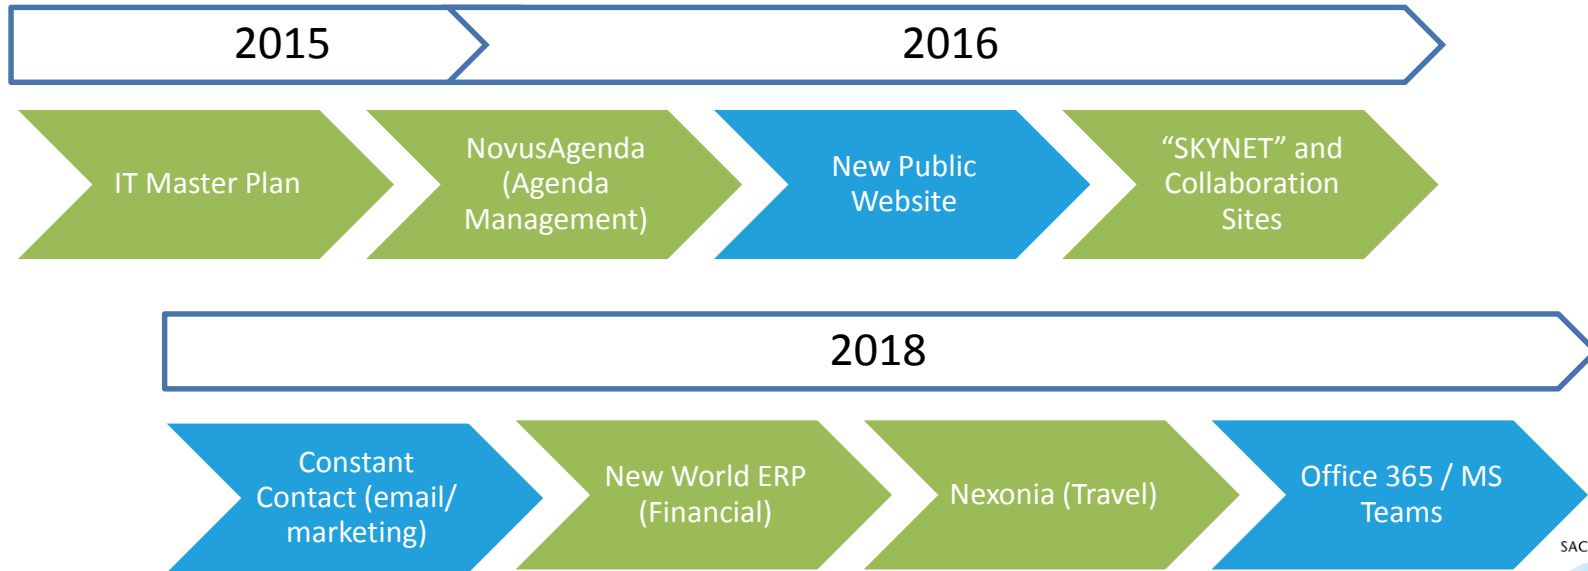 2015
2016
IT Master Plan
NovusAgenda
(Agenda
Management)
New Public
Website
“SKYNET” and
Collaboration
Sites
2018
Constant
Contact (email/
marketing)
New World ERP
(Financial)
Nexonia (Travel)
Office 365 / MS
Teams
SAC